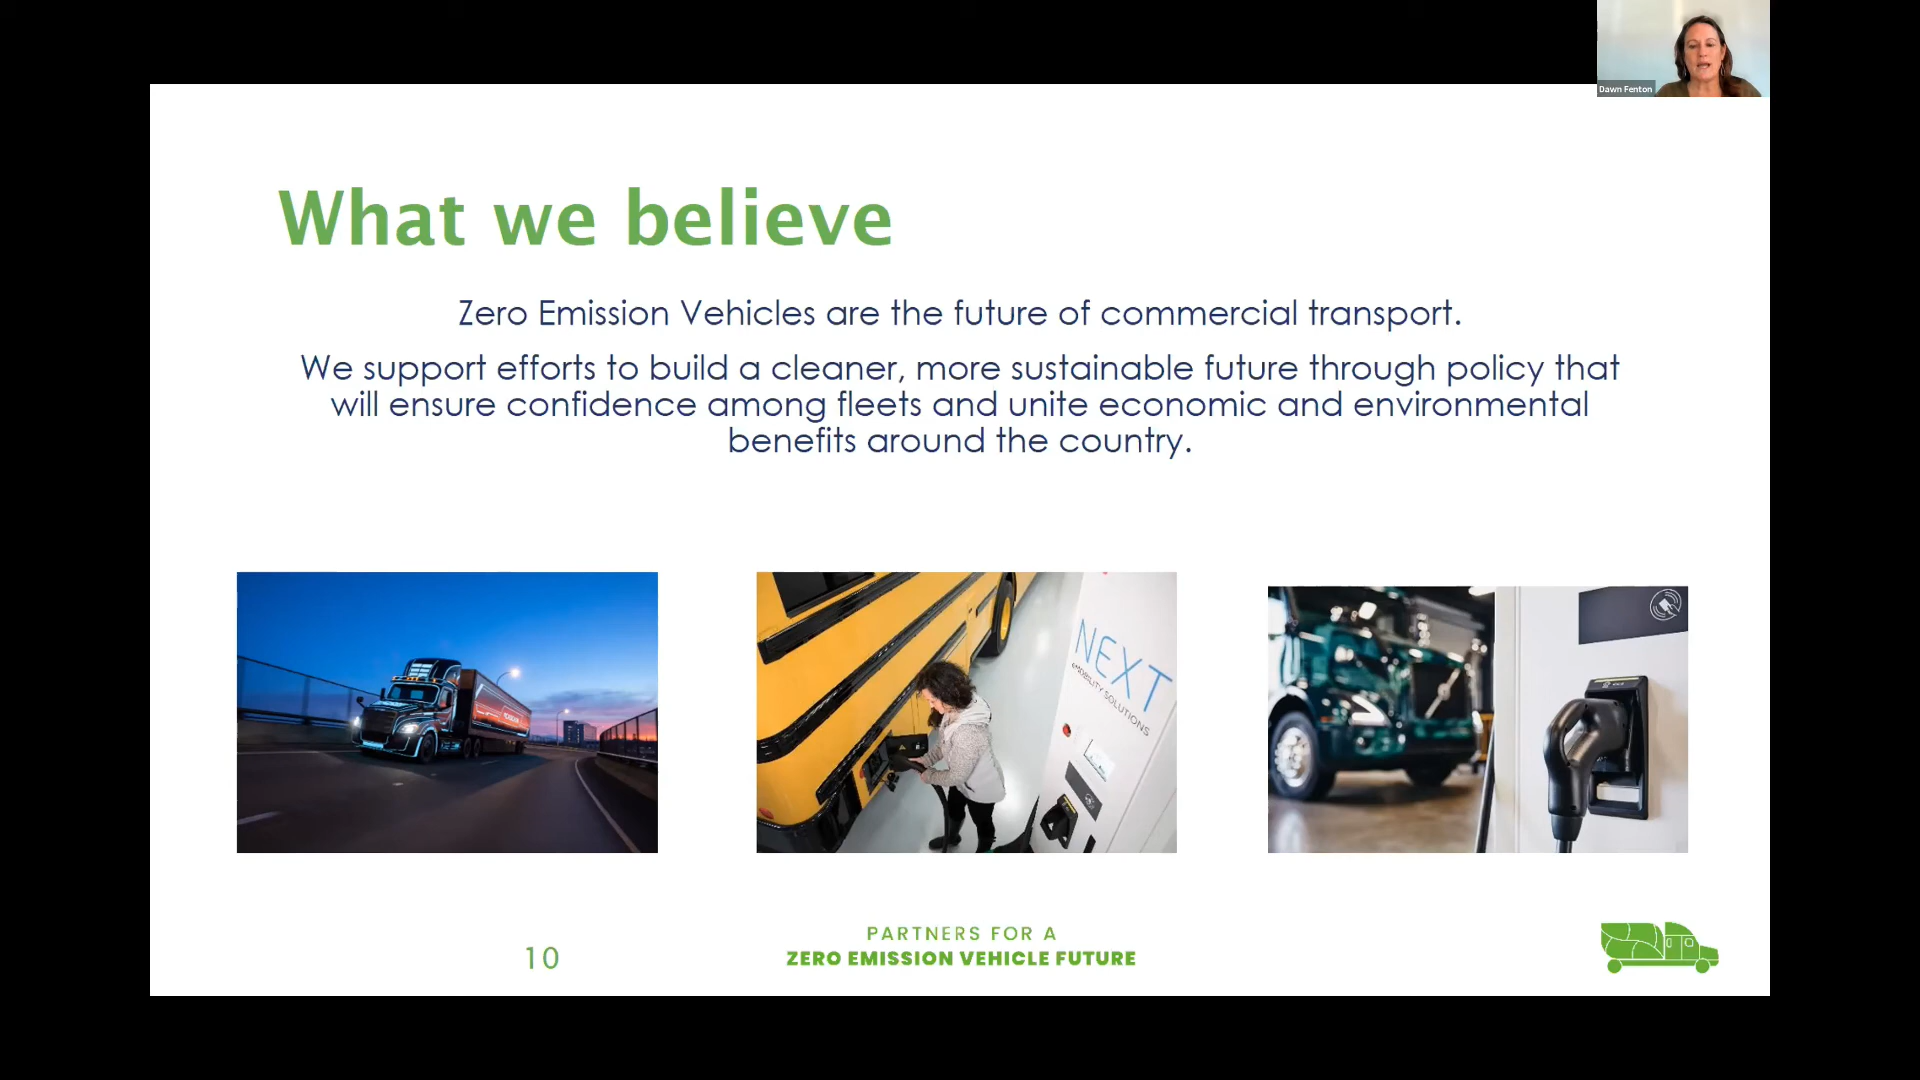 Dawn Fenton
What we believe
Zero Emission Vehicles are the future of commercial transport.
We support efforts to build a cleaner, more sustainable future through policy that
will ensure confidence among fleets and unite economic and environmental
benefits around the country.
NEXT
eMOBILITY SOLUTIONS
10
PARTNERS FOR A
ZERO EMISSION VEHICLE FUTURE